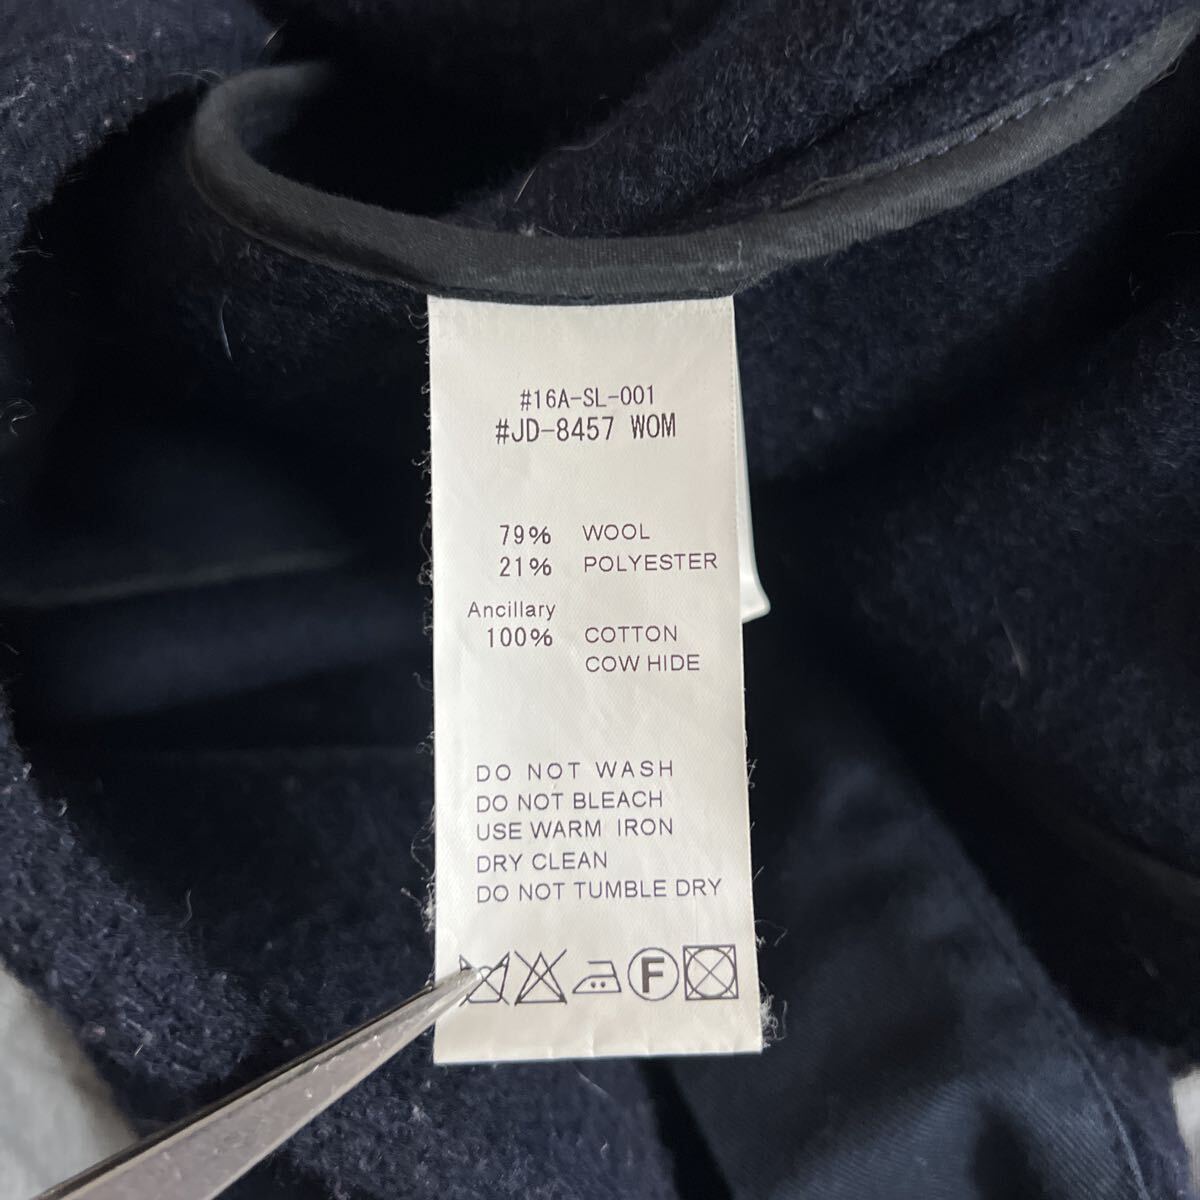 #16A-SL-001
#JD-8457 WOM
79% WOOL
21% POLYESTER
Ancillary
100% COTTON
COW HIDE
DO NOT WASH
DO NOT BLEACH
USE WARM IRON
DRY CLEAN
DO NOT TUMBLE DRY
F